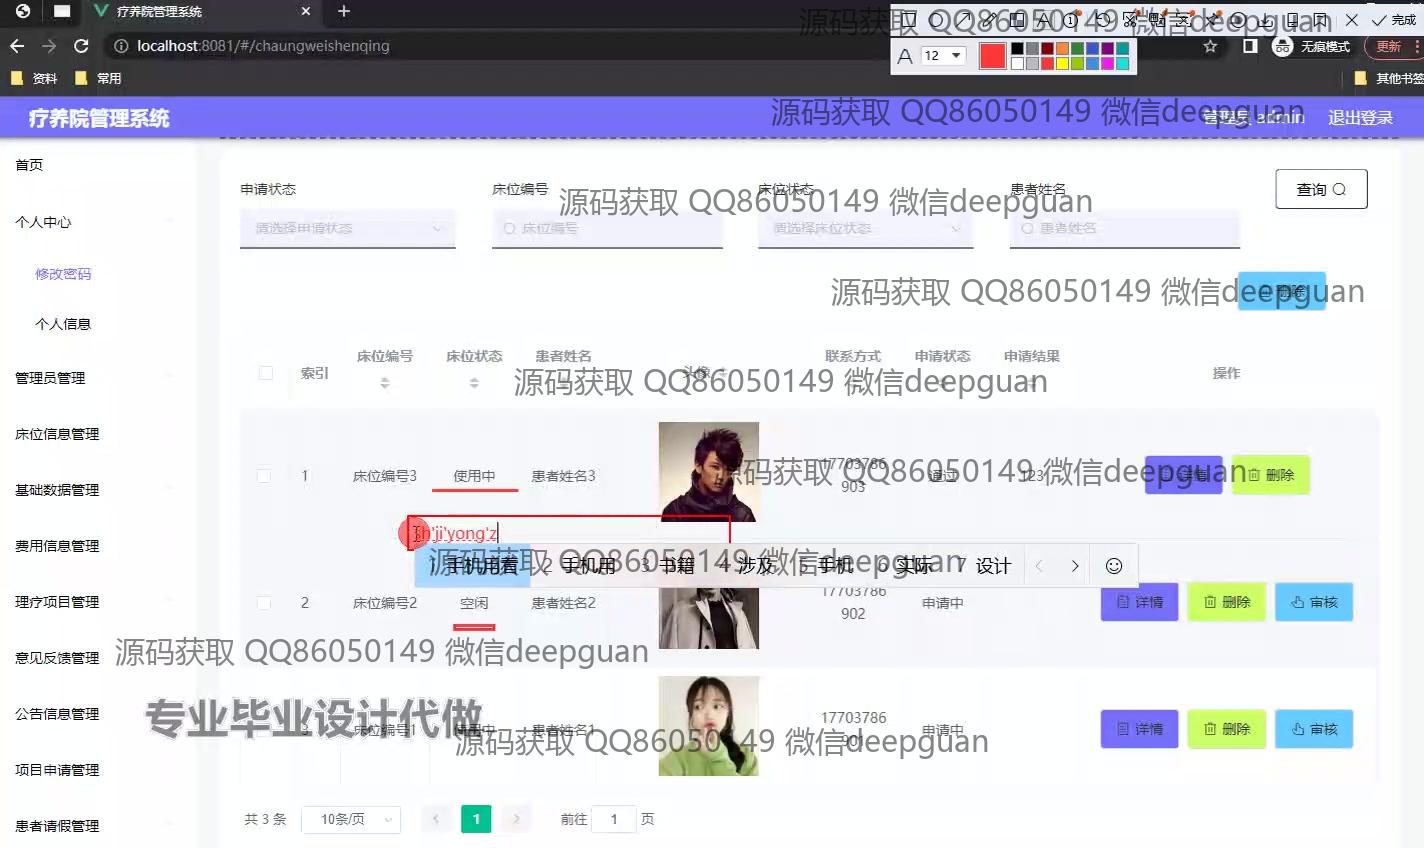 疗养院管理系统
源码获取 QQ86050149 微信deepguan
完成
localhost:8081/#/chaungweishenqing
A 12
无痕模式
更新
资料
常用
其他书签
疗养院管理系统
源码获取 QQ86050149 微信deepguan
管理员 admin
退出登录
首页
个人中心
修改密码
个人信息
管理员管理
床位信息管理
基础数据管理
费用信息管理
理疗项目管理
意见反馈管理
公告信息管理
项目申请管理
患者请假管理
申请状态
床位编号
床位状态
患者姓名
请选择申请状态
床位编号
请选择床位状态
患者姓名
查询
源码获取 QQ86050149 微信deepguan
删除
源码获取 QQ86050149 微信deepguan
索引
床位编号
床位状态
患者姓名
头像
联系方式
申请状态
申请结果
操作
源码获取 QQ86050149 微信deepguan
1
床位编号3
使用中
患者姓名3
17703786
903
通过
123
详情
删除
源码获取 QQ86050149 微信deepguan
sh'ji'yong'z
1 手机用着 2 手机用 3 书籍 4 涉及 5 手机 6 实际 7 设计
源码获取 QQ86050149 微信deepguan
2
床位编号2
空闲
患者姓名2
17703786
902
申请中
详情
删除
审核
源码获取 QQ86050149 微信deepguan
专业毕业设计代做
3
床位编号1
使用中
患者姓名1
17703786
901
申请中
详情
删除
审核
源码获取 QQ86050149 微信deepguan
共 3 条
10条/页
1
前往 1 页